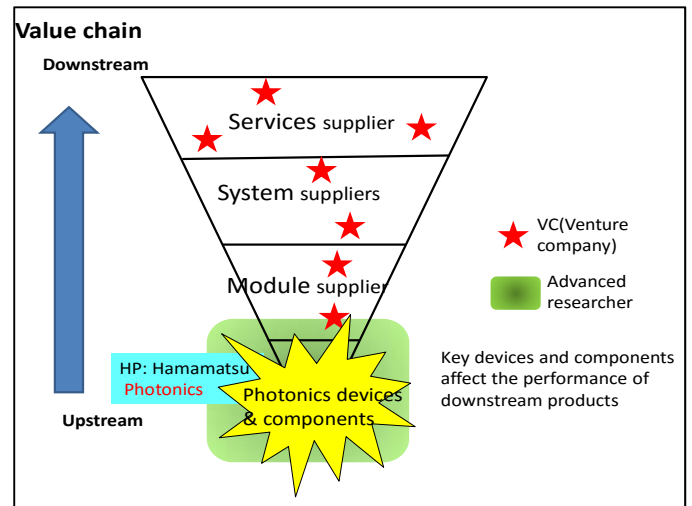 Value chain
Downstream
Services supplier
System suppliers
VC(Venture
company)
Module supplier
Advanced
researcher
HP: Hamamatsu
Photonics
Key devices and components
affect the performance of
downstream products
Photonics devices
& components
Upstream